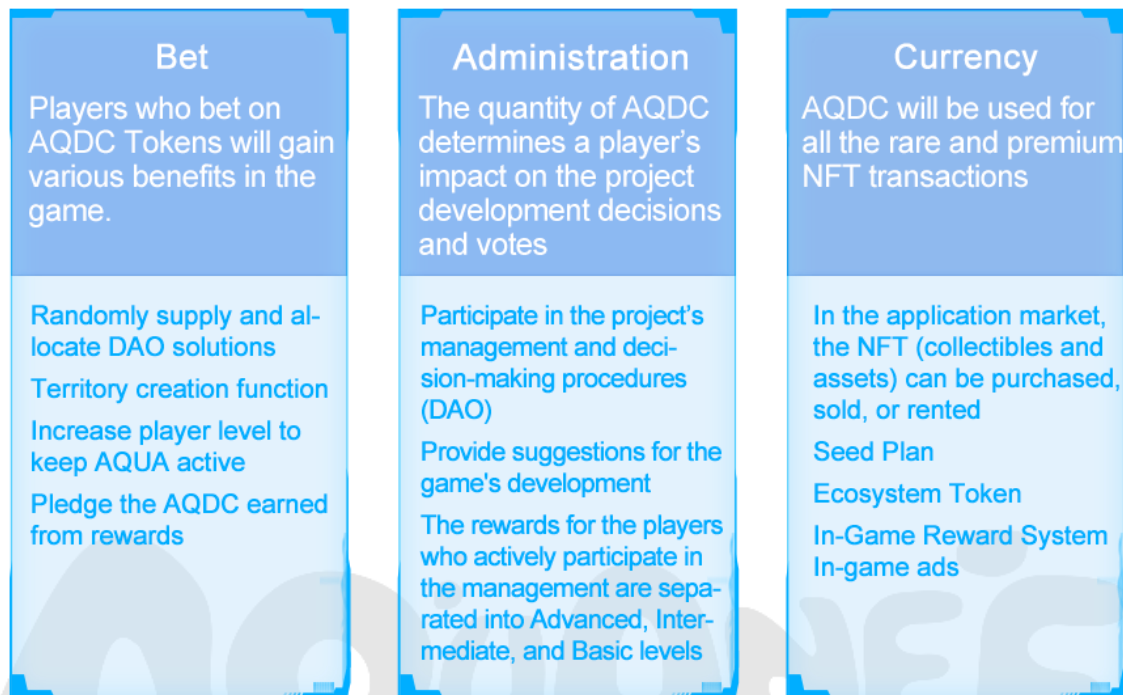 Bet
Players who bet on
AQDC Tokens will gain
various benefits in the
game.
Randomly supply and al-
locate DAO solutions
Territory creation function
Increase player level to
keep AQUA active
Pledge the AQDC earned
from rewards
Administration
The quantity of AQDC
determines a player's
impact on the project
development decisions
and votes
Participate in the project's
management and deci-
sion-making procedures
(DAO)
Provide suggestions for the
game's development
The rewards for the players
who actively participate in
the management are sepa-
rated into Advanced, Inter-
mediate, and Basic levels
Currency
AQDC will be used for
all the rare and premium
NFT transactions
In the application market,
the NFT (collectibles and
assets) can be purchased,
sold, or rented
Seed Plan
Ecosystem Token
In-Game Reward System
In-game ads